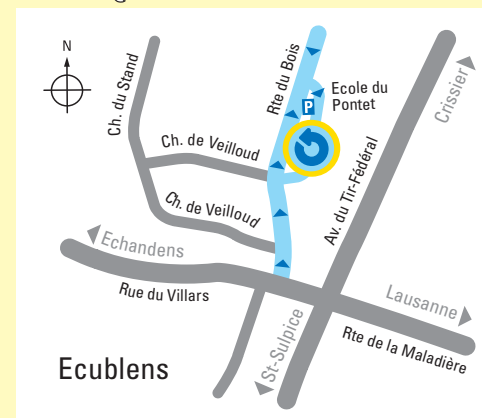 N
Ch. du Stand
Rte du Bois
P
Ecole du
Pontet
Crissier
Ch. de Veilloud
Av. du Tir-Fédéral
Ch. de Veilloud
Echandens
Rue du Villars
Lausanne
St-Sulpice
Rte de la Maladière
Ecublens